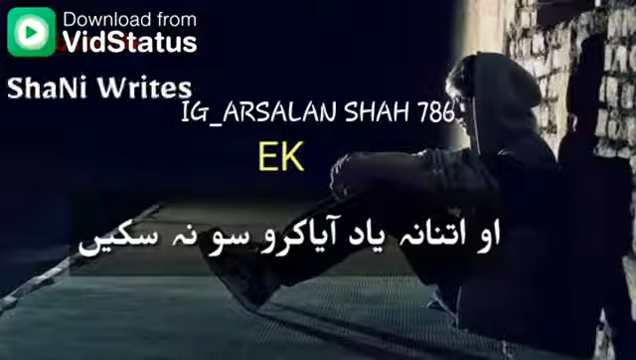 Download from
VidStatus
ShaNi Writes
IG_ARSALAN SHAH 786
EK
او اتنانہ یاد آیاکرو سو نہ سکیں